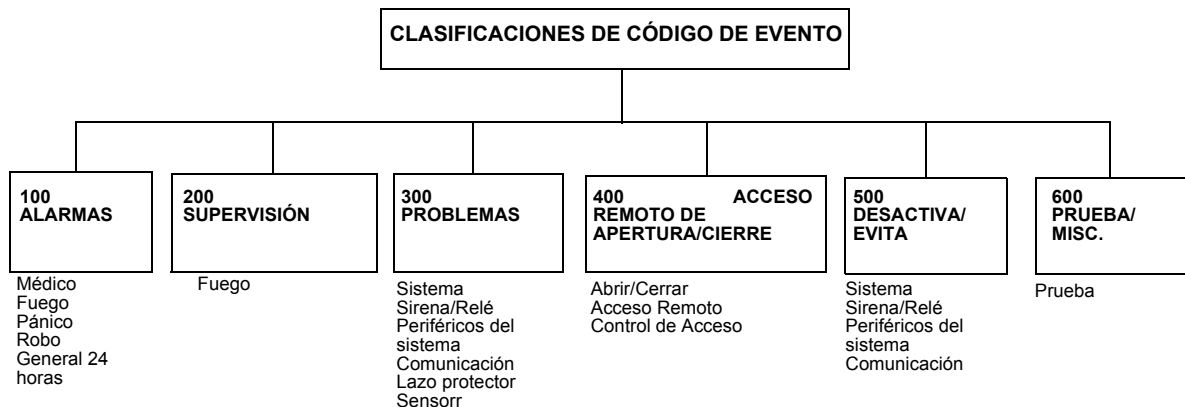 CLASIFICACIONES DE CÓDIGO DE EVENTO
100
ALARMAS
Médico
Fuego
Pánico
Robo
General 24
horas
200
SUPERVISIÓN
Fuego
300
PROBLEMAS
Sistema
Sirena/Relé
Periféricos del
sistema
Comunicación
Lazo protector
Sensorr
400 ACCESO
REMOTO DE
APERTURA/CIERRE
Abrir/Cerrar
Acceso Remoto
Control de Acceso
500
DESACTIVA/
EVITA
Sistema
Sirena/Relé
Periféricos del
sistema
Comunicación
600
PRUEBA/
MISC.
Prueba